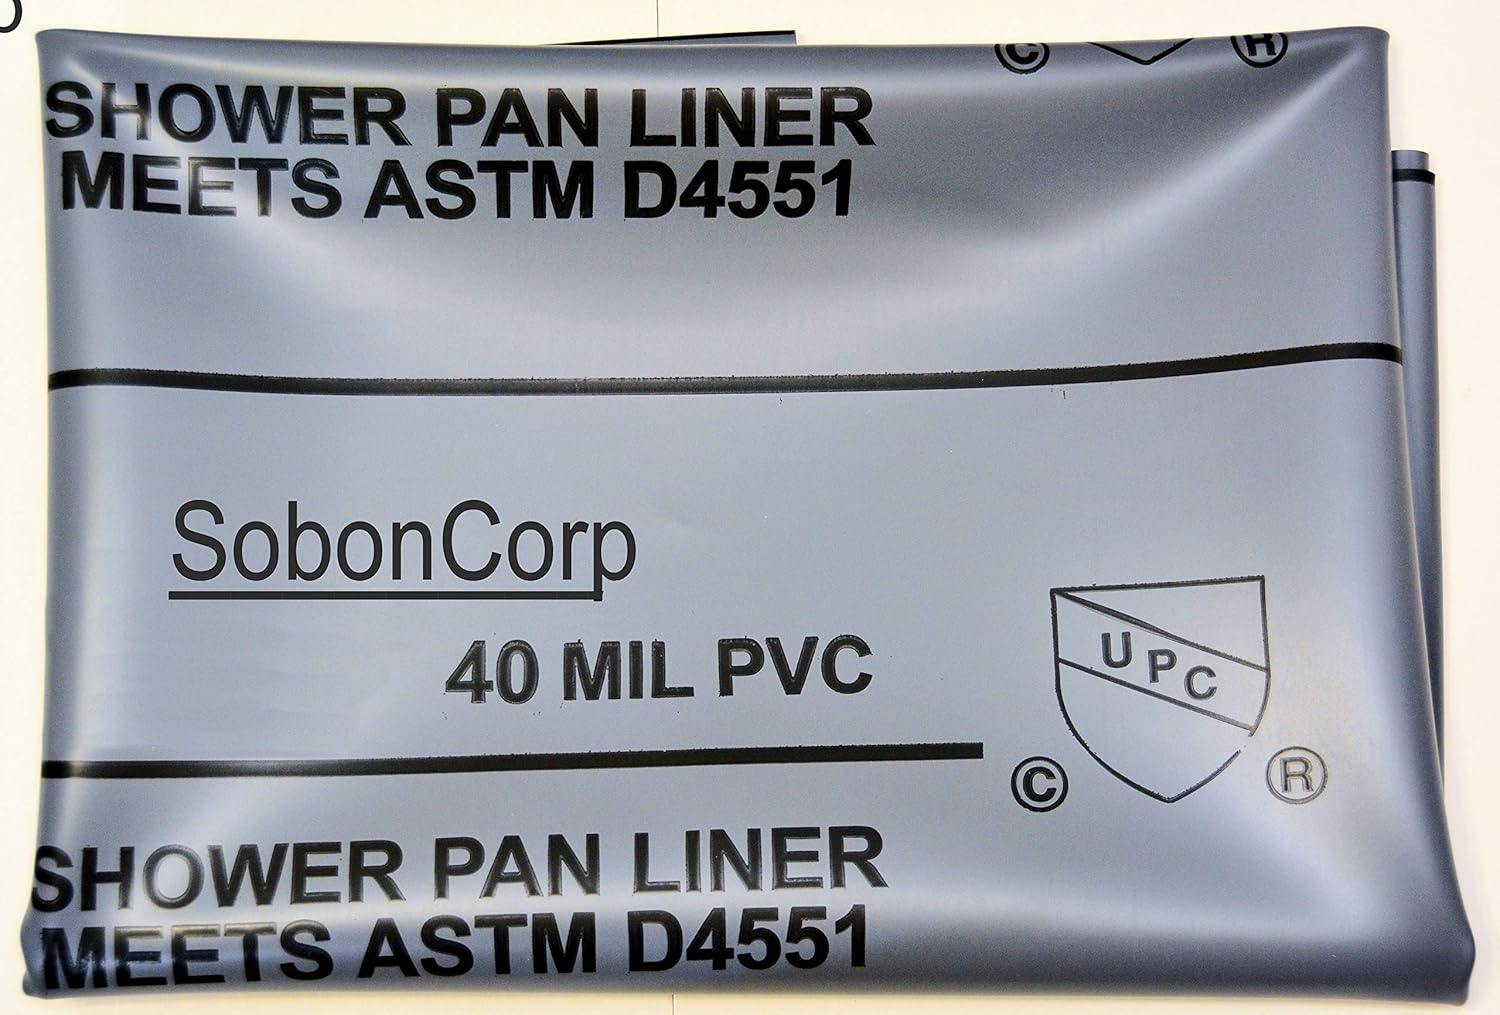 © ®
SHOWER PAN LINER
MEETS ASTM D4551
SobonCorp
40 MIL PVC
UPC
© ®
SHOWER PAN LINER
MEETS ASTM D4551